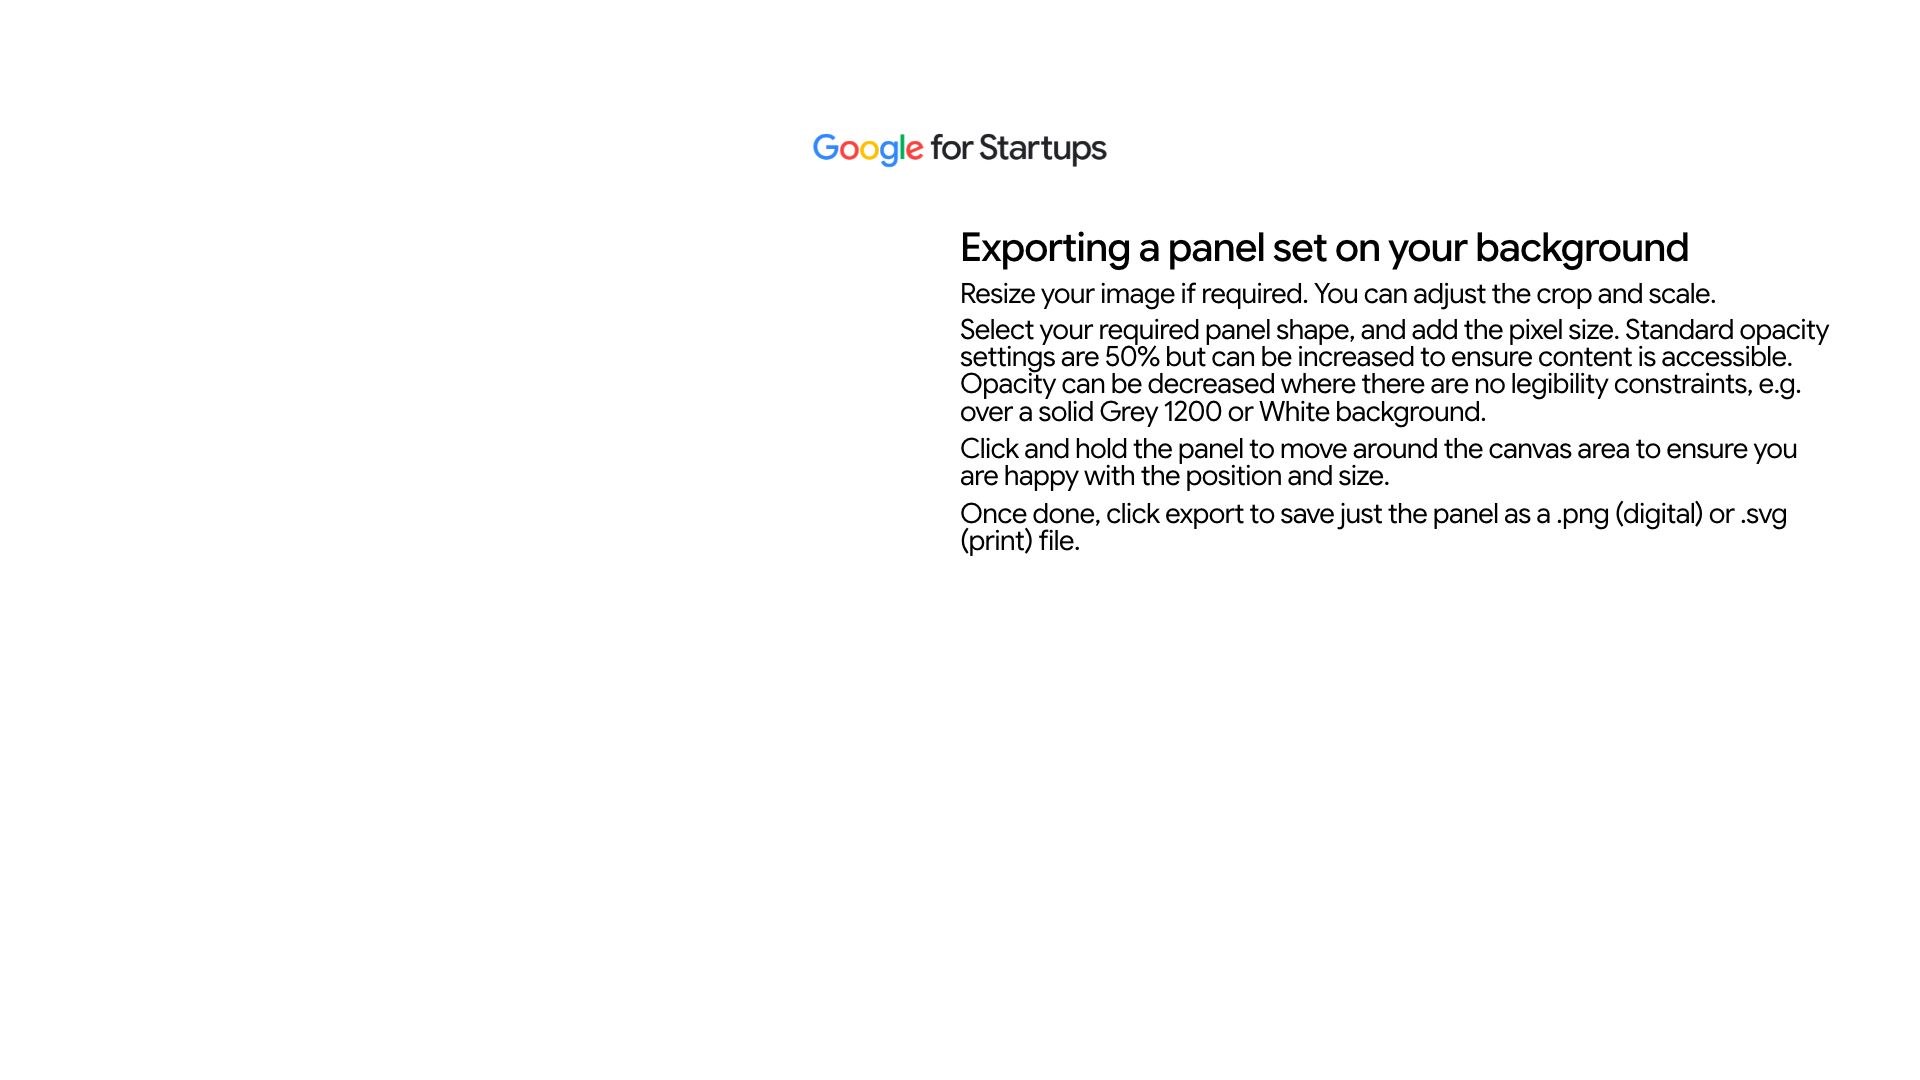 Google for Startups
Exporting a panel set on your background
Resize your image if required. You can adjust the crop and scale.
Select your required panel shape, and add the pixel size. Standard opacity
settings are 50% but can be increased to ensure content is accessible.
Opacity can be decreased where there are no legibility constraints, e.g.
over a solid Grey 1200 or White background.
Click and hold the panel to move around the canvas area to ensure you
are happy with the position and size.
Once done, click export to save just the panel as a .png (digital) or .svg
(print) file.